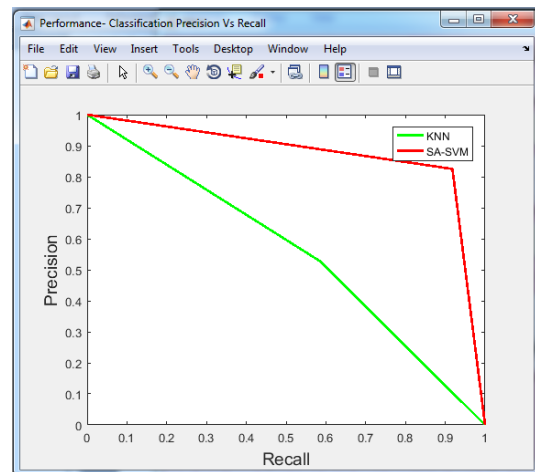 Performance- Classification Precision Vs Recall
File Edit View Insert Tools Desktop Window Help
KNN
SA-SVM
Precision
1
0.9
0.8
0.7
0.6
0.5
0.4
0.3
0.2
0.1
0
0 0.1 0.2 0.3 0.4 0.5 0.6 0.7 0.8 0.9 1
Recall